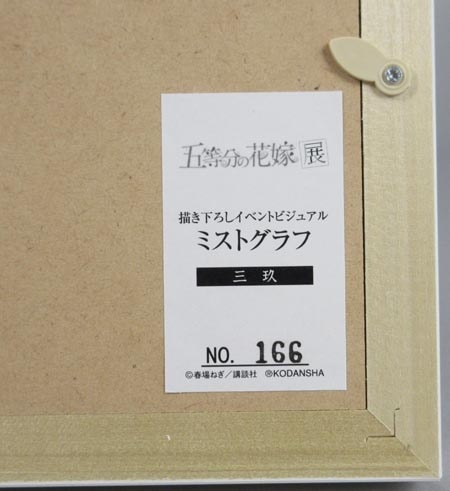 五等分の花嫁 展
描き下ろしイベントビジュアル
ミストグラフ
三 玖
NO. 166
©春場ねぎ／講談社 ⓅKODANSHA